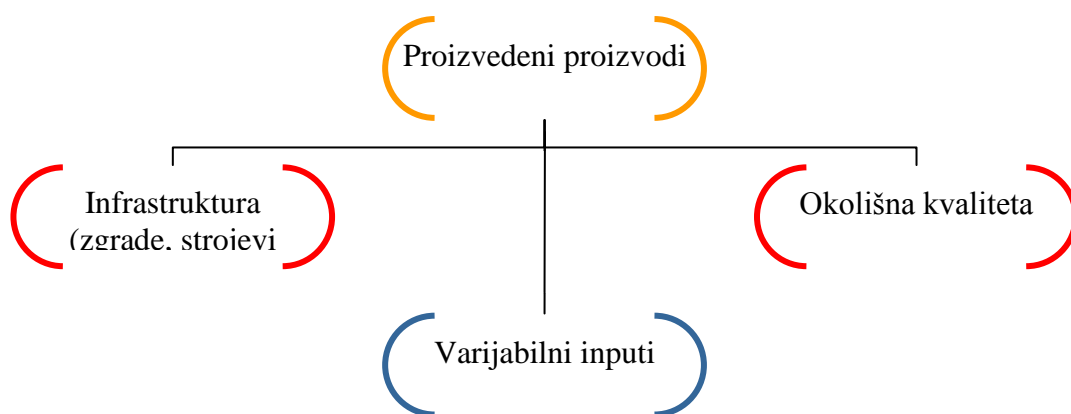 Proizvedeni proizvodi
Infrastruktura
(zgrade, strojevi
Okolišna kvaliteta
Varijabilni inputi